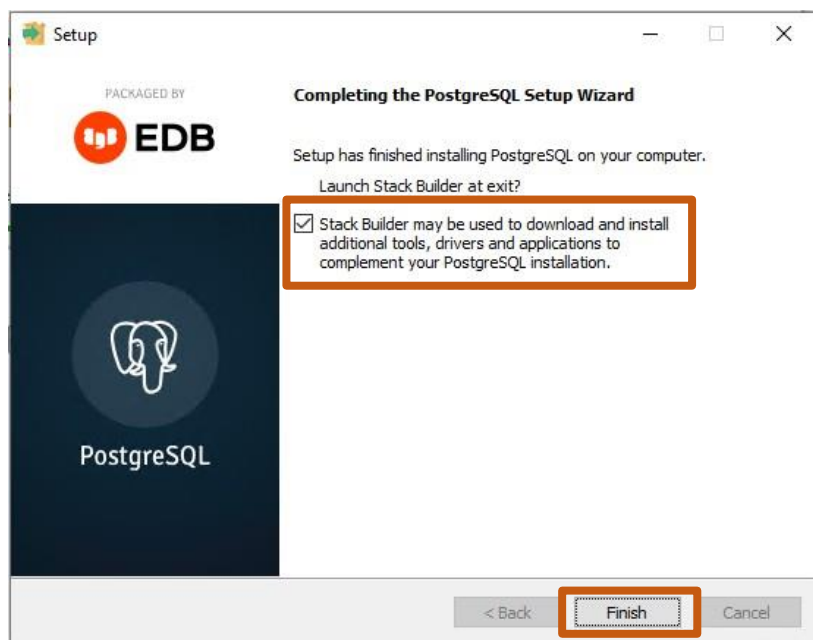 Setup
PACKAGED BY
EDB
PostgreSQL
Completing the PostgreSQL Setup Wizard
Setup has finished installing PostgreSQL on your computer.
Launch Stack Builder at exit?
Stack Builder may be used to download and install
additional tools, drivers and applications to
complement your PostgreSQL installation.
< Back
Finish
Cancel